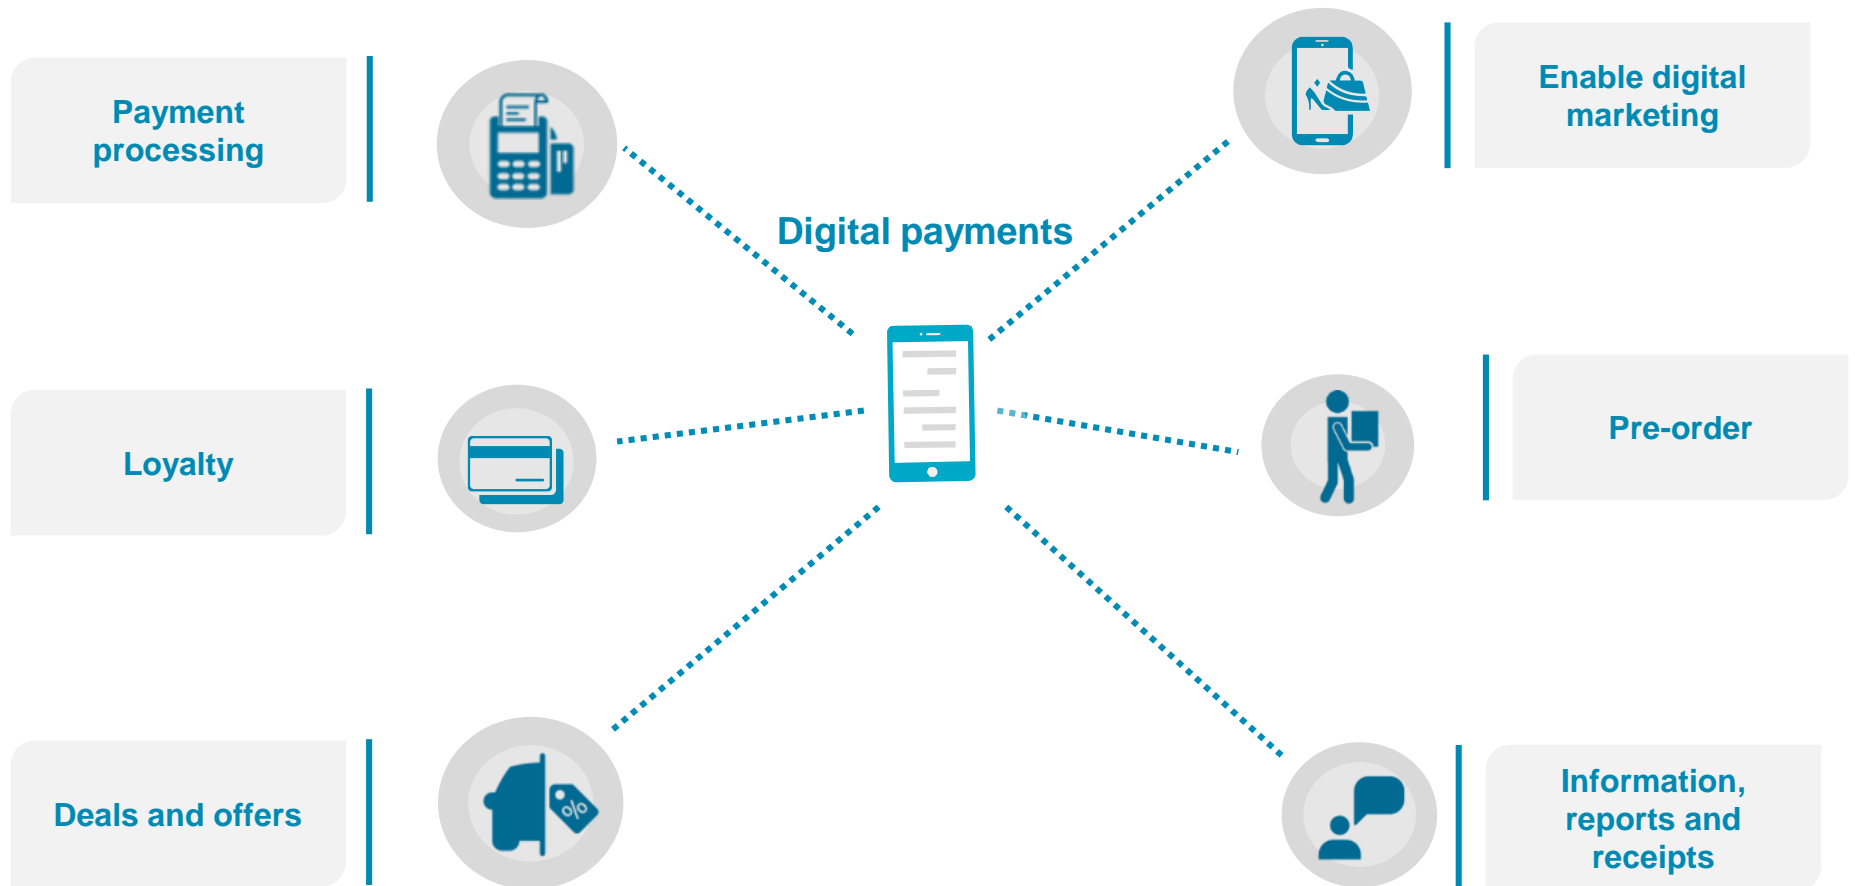 Payment
processing
Enable digital
marketing
Digital payments
Loyalty
Pre-order
Deals and offers
%
Information,
reports and
receipts